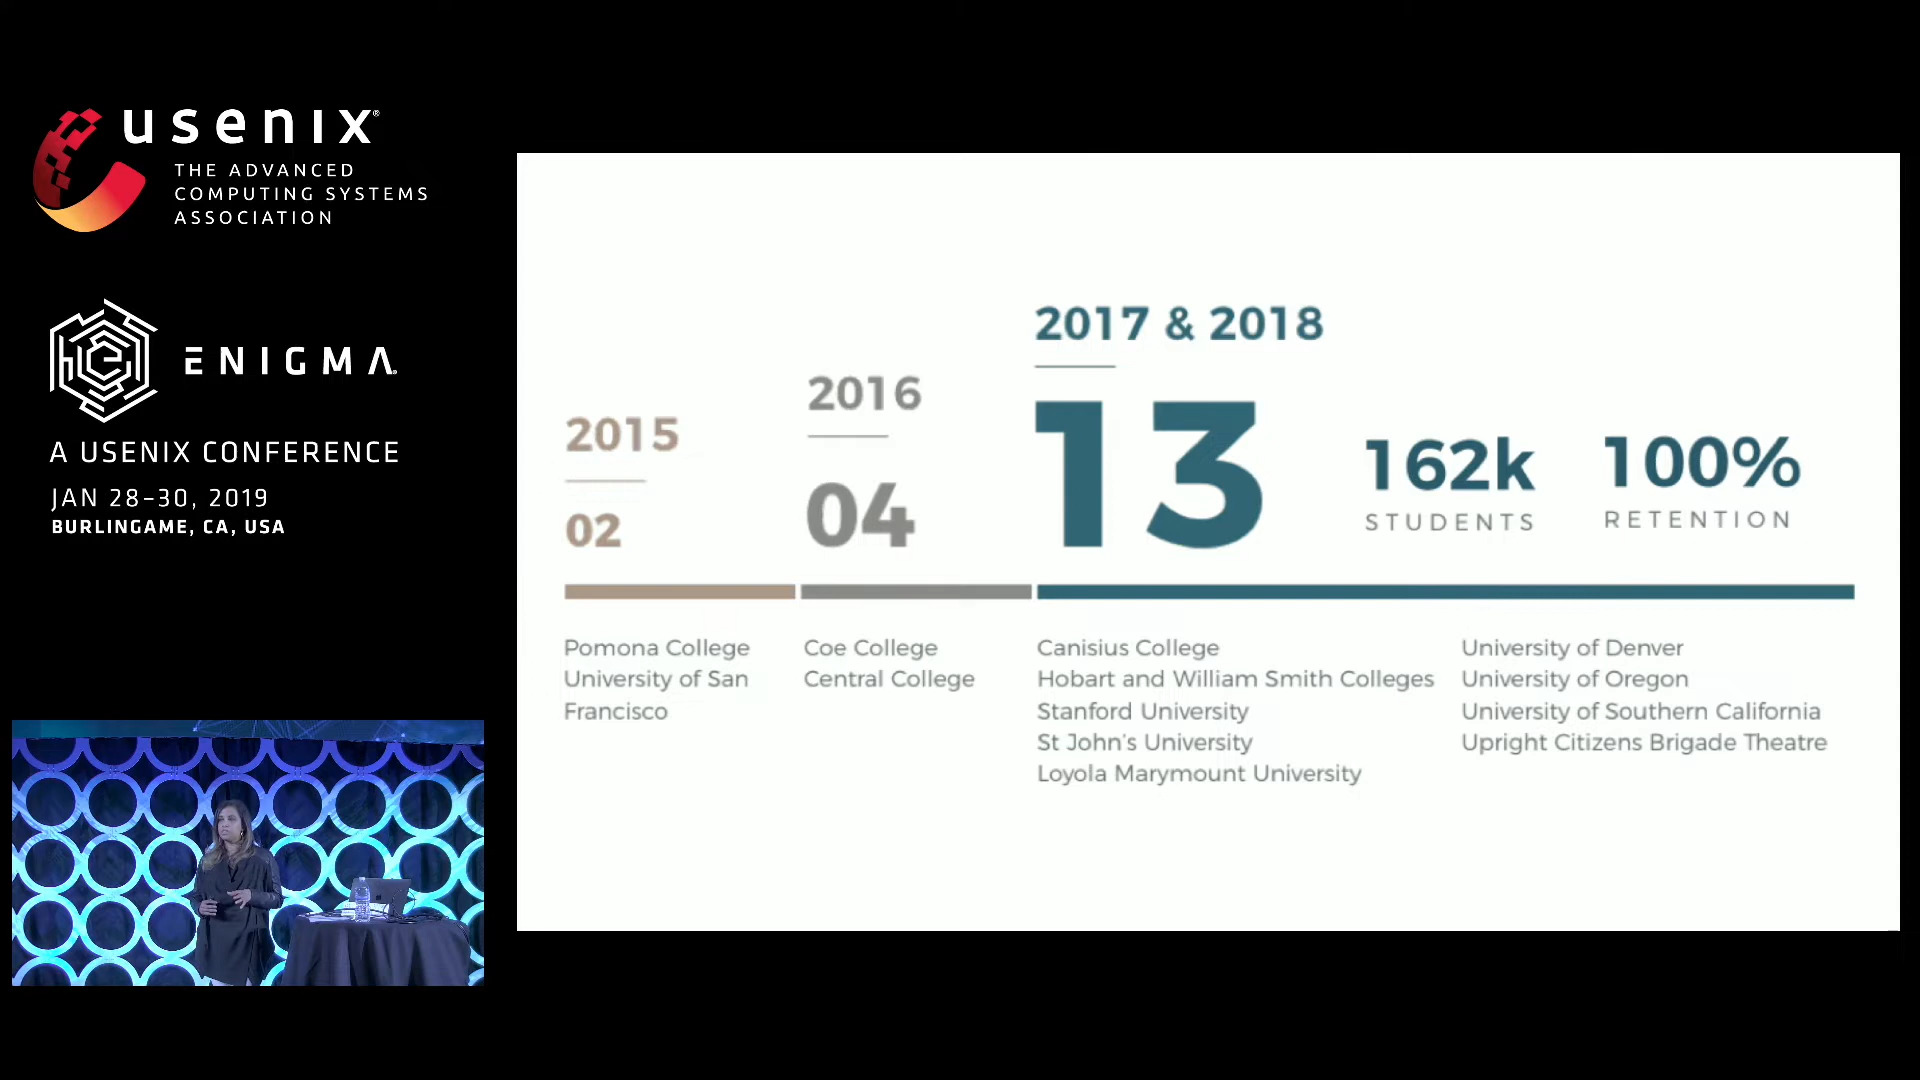 usenix®
THE ADVANCED
COMPUTING SYSTEMS
ASSOCIATION
ENIGMA®
A USENIX CONFERENCE
JAN 28–30, 2019
BURLINGAME, CA, USA
2015
02
2016
04
2017 & 2018
13
162k
STUDENTS
100%
RETENTION
Pomona College
University of San
Francisco
Coe College
Central College
Canisius College
Hobart and William Smith Colleges
Stanford University
St John's University
Loyola Marymount University
University of Denver
University of Oregon
University of Southern California
Upright Citizens Brigade Theatre